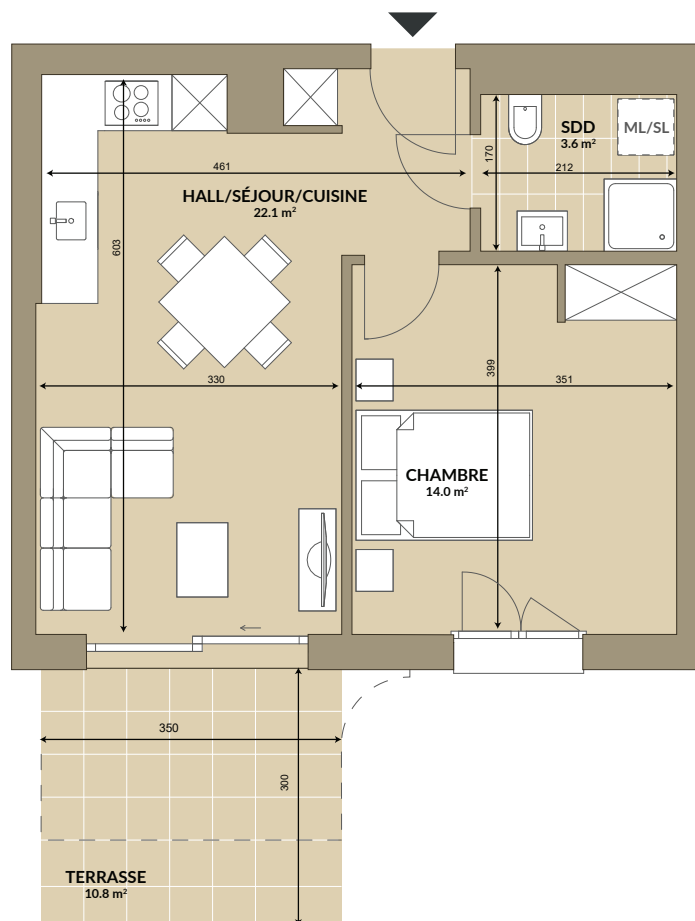 SDD
3.6 m²
ML/SL
170
212
461
HALL/SÉJOUR/CUISINE
22.1 m²
603
330
399
351
CHAMBRE
14.0 m²
350
300
TERRASSE
10.8 m²